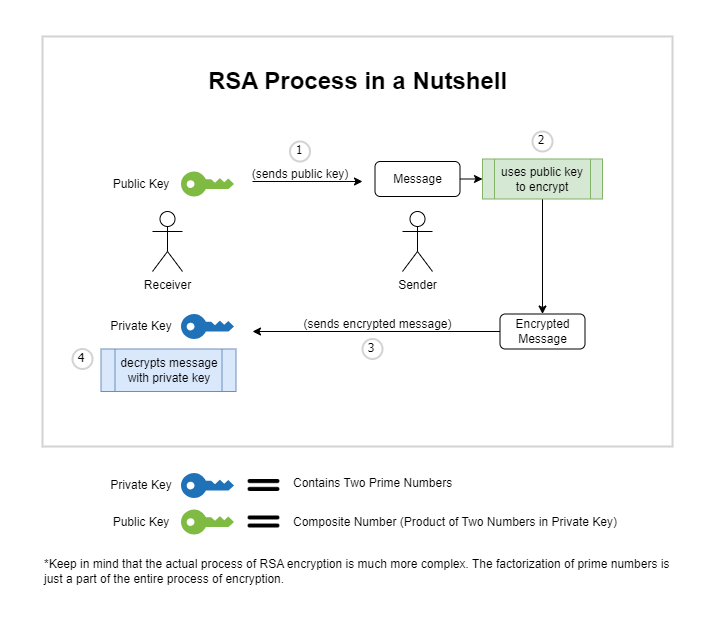 RSA Process in a Nutshell
1
2
Public Key
(sends public key)
Message
uses public key
to encrypt
Receiver
Sender
Private Key
(sends encrypted message)
Encrypted
Message
3
4
decrypts message
with private key
Private Key
Contains Two Prime Numbers
Public Key
Composite Number (Product of Two Numbers in Private Key)
*Keep in mind that the actual process of RSA encryption is much more complex. The factorization of prime numbers is
just a part of the entire process of encryption.